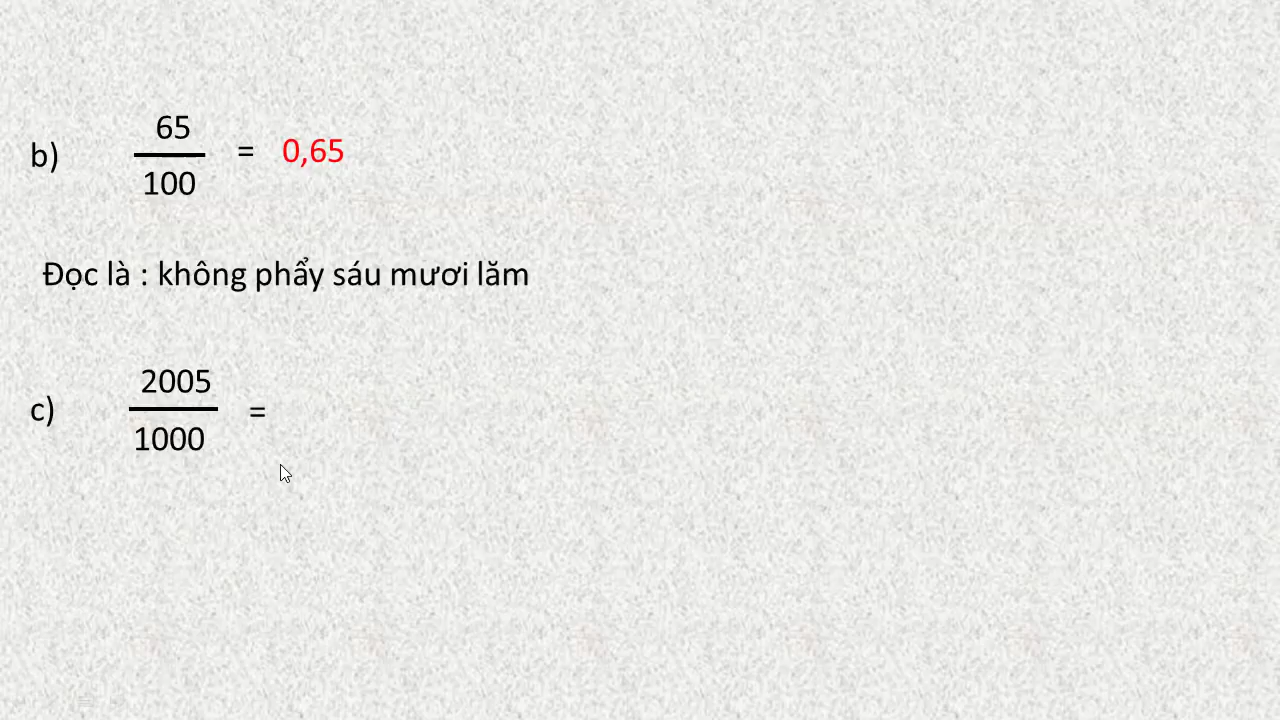 b) 65/100 = 0,65
Đọc là : không phẩy sáu mươi lăm
c) 2005/1000 =